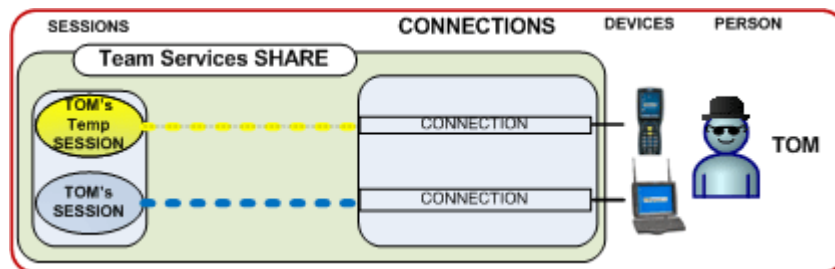 SESSIONS
CONNECTIONS
DEVICES
PERSON
Team Services SHARE
TOM's
Temp
SESSION
CONNECTION
TOM
TOM's
SESSION
CONNECTION